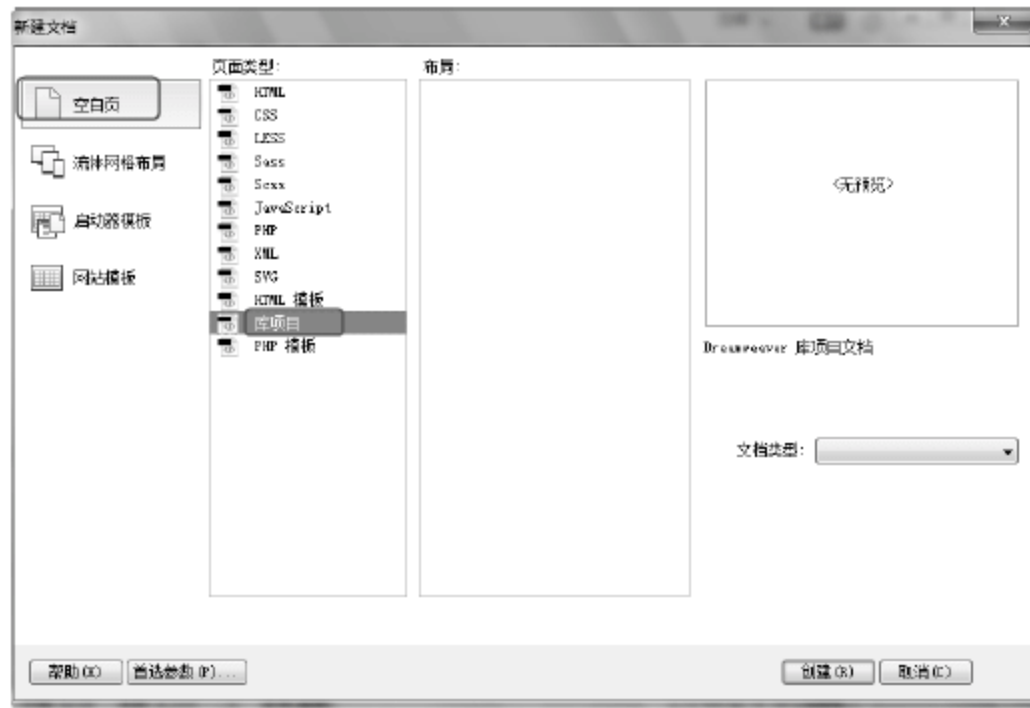 新建文档
页面类型:
布局:
空白页
流体网格布局
启动器模板
网站模板
HTML
CSS
LESS
Sass
Scss
JavaScript
PHP
XML
SVG
HTML 模板
库项目
PHP 模板
<无预览>
Dreamweaver 库项目文档
文档类型:
帮助(H)
首选参数(P)...
创建(R)
取消(C)